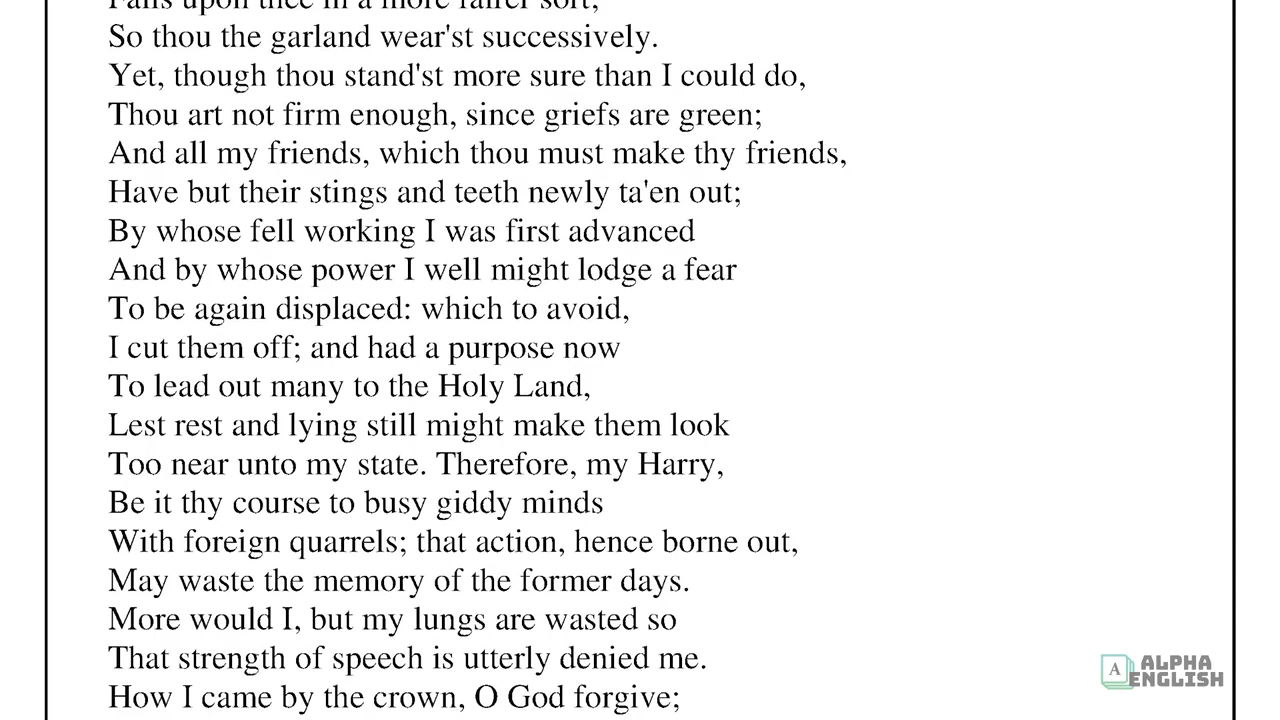 Falls upon thee in a more fairer sort;
So thou the garland wear'st successively.
Yet, though thou stand'st more sure than I could do,
Thou art not firm enough, since griefs are green;
And all my friends, which thou must make thy friends,
Have but their stings and teeth newly ta'en out;
By whose fell working I was first advanced
And by whose power I well might lodge a fear
To be again displaced: which to avoid,
I cut them off; and had a purpose now
To lead out many to the Holy Land,
Lest rest and lying still might make them look
Too near unto my state. Therefore, my Harry,
Be it thy course to busy giddy minds
With foreign quarrels; that action, hence borne out,
May waste the memory of the former days.
More would I, but my lungs are wasted so
That strength of speech is utterly denied me.
How I came by the crown, O God forgive;
A ALPHA
ENGLISH